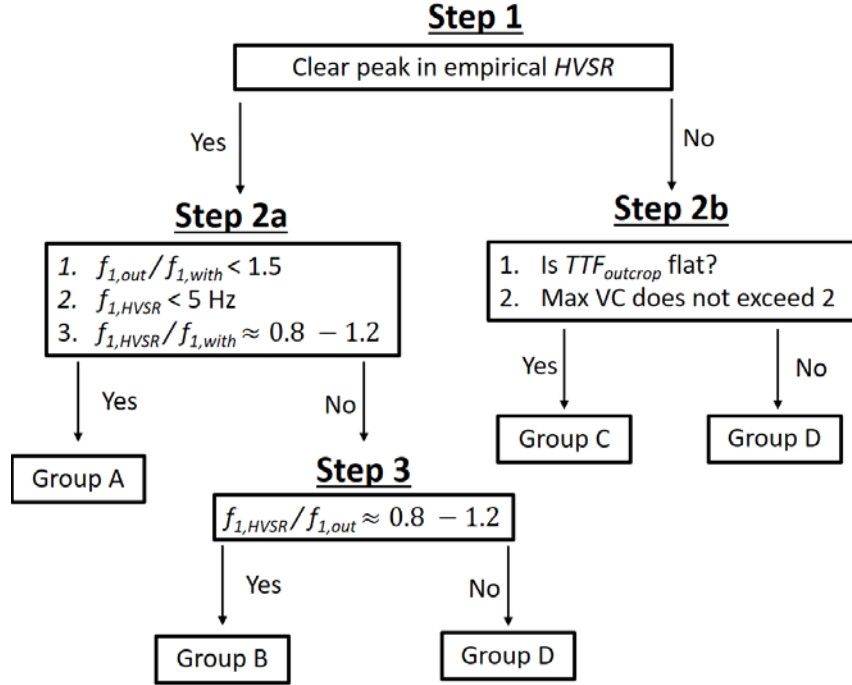 Step 1
Clear peak in empirical HVSR
Yes
No
Step 2a
Step 2b
1. f1,out / f1,with < 1.5
2. f1,HVSR < 5 Hz
3. f1,HVSR / f1,with ≈ 0.8 − 1.2
1. Is TTFoutcrop flat?
2. Max VC does not exceed 2
Yes
No
Yes
No
Group A
Group C
Group D
Step 3
f1,HVSR / f1,out ≈ 0.8 − 1.2
Yes
No
Group B
Group D